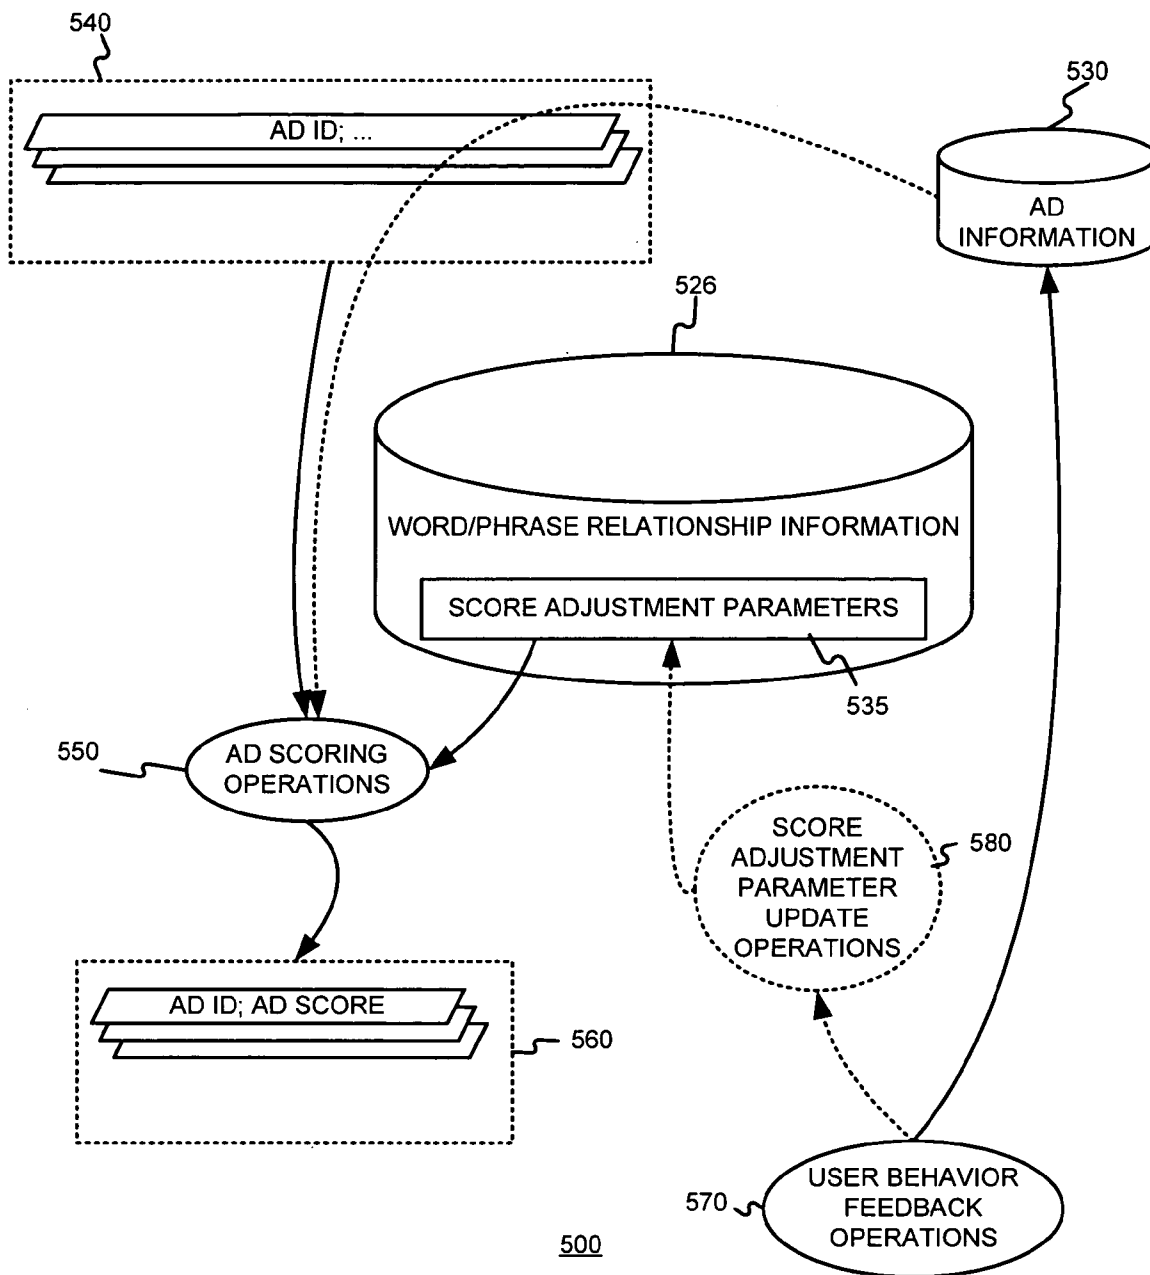 540
530
AD ID; ...
AD
INFORMATION
526
WORD/PHRASE RELATIONSHIP INFORMATION
SCORE ADJUSTMENT PARAMETERS
535
550
AD SCORING
OPERATIONS
SCORE
ADJUSTMENT
PARAMETER
UPDATE
OPERATIONS
580
AD ID; AD SCORE
560
570
USER BEHAVIOR
FEEDBACK
OPERATIONS
500